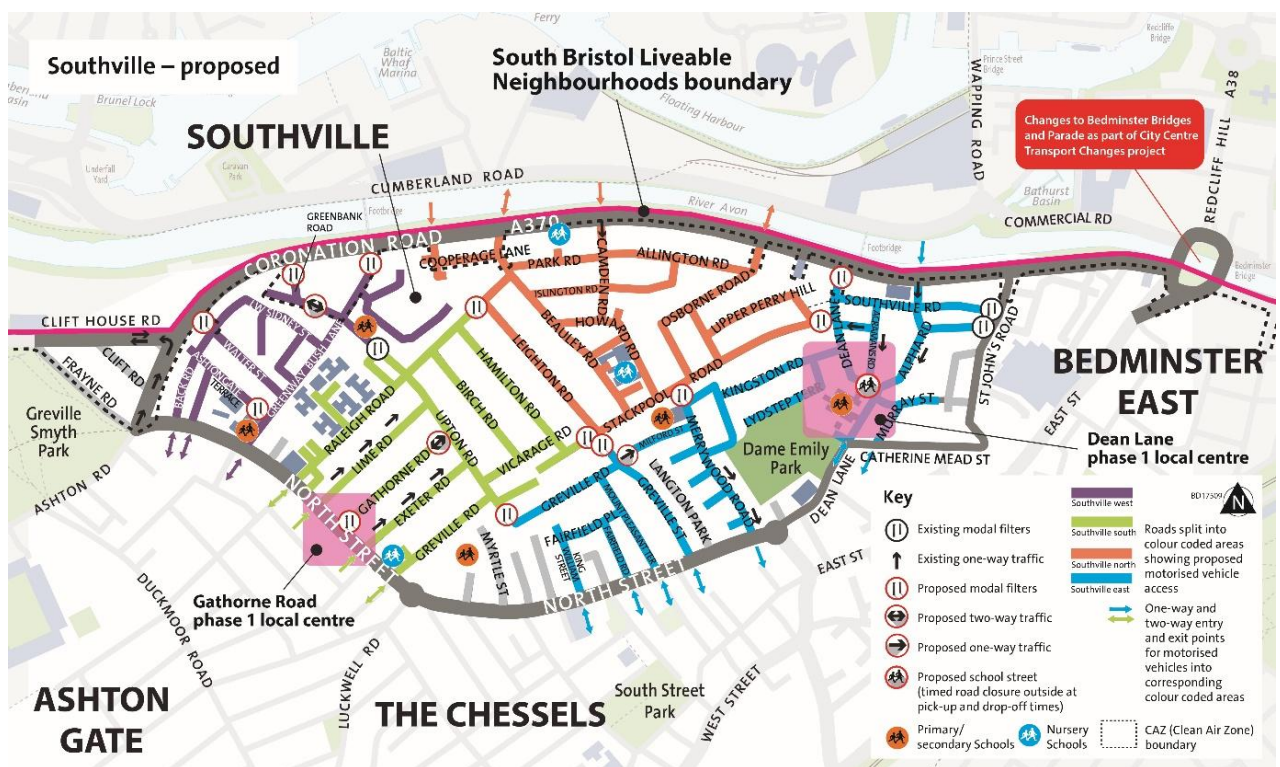 Southville – proposed
South Bristol Liveable
Neighbourhoods boundary
Changes to Bedminster Bridges
and Parade as part of City Centre
Transport Changes project
SOUTHVILLE
BEDMINSTER
EAST
ASHTON
GATE
THE CHESSELS
Ferry
Baltic
Wharf
Marina
Brunel Lock
Underfall
Yard
Caravan
Park
Footbridge
Floating Harbour
River Avon
Footbridge
Prince Street
Bridge
Redcliffe
Bridge
Bathurst
Basin
Bedminster
Bridge
WAPPING ROAD
REDCLIFF HILL
A38
COMMERCIAL RD
CUMBERLAND ROAD
GREENBANK
ROAD
CORONATION ROAD
A370
COOPERAGE LANE
CAMDEN RD
PARK RD
ALLINGTON RD
ISLINGTON RD
HOWARD RD
OSBORNE ROAD
UPPER PERRY HILL
BEAULEY RD
LEIGHTON RD
STACKPOOL ROAD
SOUTHVILLE RD
DEAN LANE
ALPHA RD
ST JOHN'S ROAD
EAST ST
KINGSTON RD
MURRAY ST
CATHERINE MEAD ST
Dean Lane
phase 1 local centre
Dame Emily
Park
DEAN LANE
EAST ST
MILFORD ST
MERRYWOOD ROAD
LANGTON PARK
GREVILLE ST
GREVILLE RD
FAIRFIELD PL
MOUNT PLEASANT TER
FAIRFIELD RD
KING
WILLIAM
STREET
MYRTLE ST
NORTH STREET
CLIFT HOUSE RD
CLIFT RD
FRAYNE RD
Greville
Smyth
Park
ASHTON RD
BACK RD
ASHTON GATE
TERRACE
WALTER ST
GREENWAY BUSH LANE
RALEIGH ROAD
LIME RD
GATHORNE RD
EXETER RD
UPTON RD
BIRCH RD
HAMILTON RD
VICARAGE RD
GREVILLE RD
NORTH STREET
Gathorne Road
phase 1 local centre
DUCKMOOR ROAD
LUCKWELL RD
South Street
Park
WEST STREET
Key
Existing modal filters
Existing one-way traffic
Proposed modal filters
Proposed two-way traffic
Proposed one-way traffic
Proposed school street
(timed road closure outside at
pick-up and drop-off times)
Primary/
secondary Schools
Nursery
Schools
Southville west
Southville south
Southville north
Southville east
BD17509
N
Roads split into
colour coded areas
showing proposed
motorised vehicle
access
One-way and
two-way entry
and exit points
for motorised
vehicles into
corresponding
colour coded areas
CAZ (Clean Air Zone)
boundary